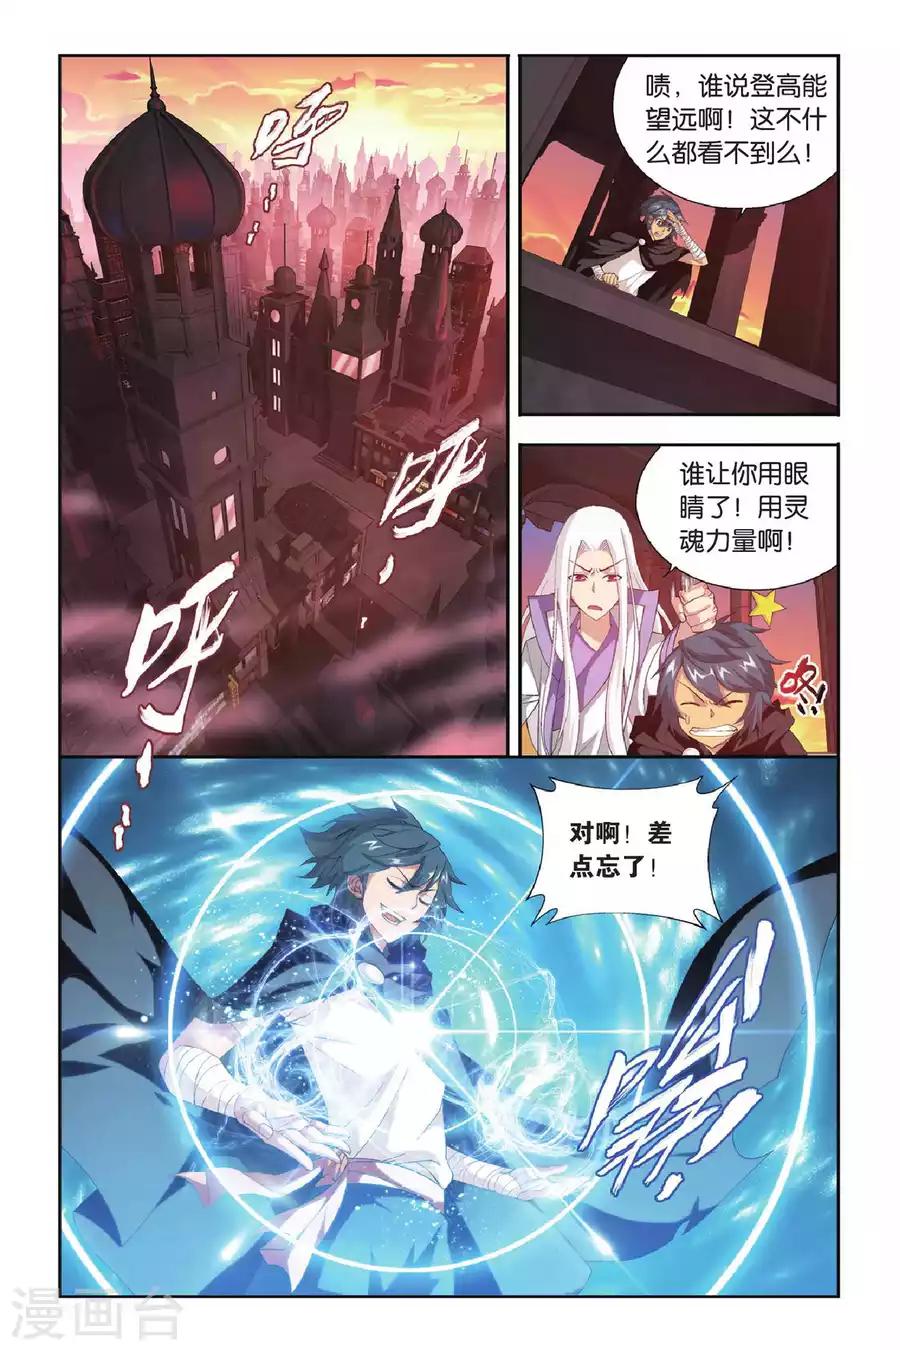 呼
呼
呼
啧，谁说登高能
望远啊！这不什
么都看不到么！
谁让你用眼
睛了！用灵
魂力量啊！
咚
对啊！差
点忘了！
嗡
漫画台